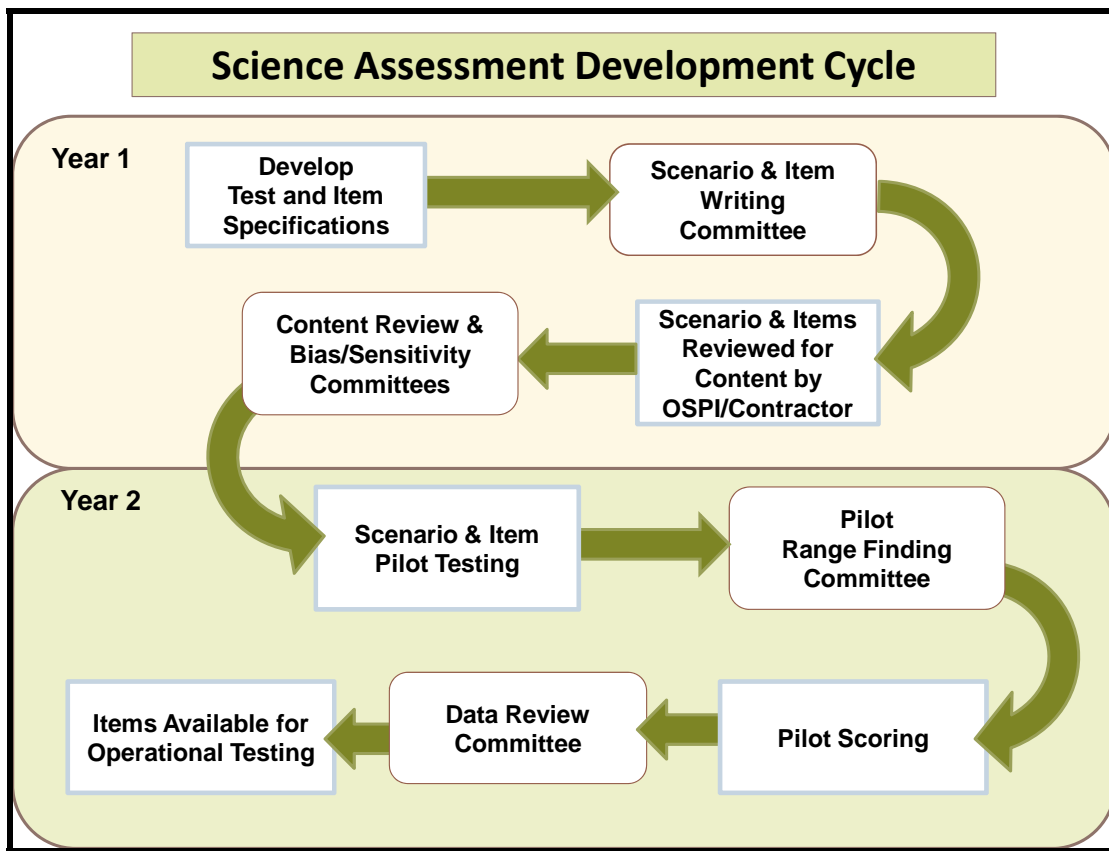 Science Assessment Development Cycle
Year 1
Develop
Test and Item
Specifications
Scenario & Item
Writing
Committee
Scenario & Items
Reviewed for
Content by
OSPI/Contractor
Content Review &
Bias/Sensitivity
Committees
Year 2
Scenario & Item
Pilot Testing
Pilot
Range Finding
Committee
Pilot Scoring
Data Review
Committee
Items Available for
Operational Testing